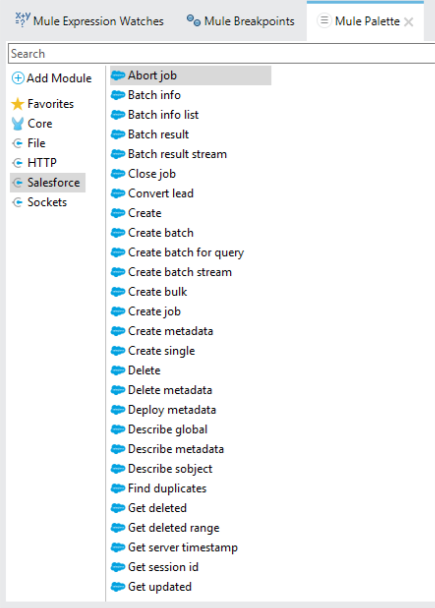 Mule Expression Watches Mule Breakpoints Mule Palette
Search
Add Module
Favorites
Core
File
HTTP
Salesforce
Sockets
Abort job
Batch info
Batch info list
Batch result
Batch result stream
Close job
Convert lead
Create
Create batch
Create batch for query
Create batch stream
Create bulk
Create job
Create metadata
Create single
Delete
Delete metadata
Deploy metadata
Describe global
Describe metadata
Describe sobject
Find duplicates
Get deleted
Get deleted range
Get server timestamp
Get session id
Get updated